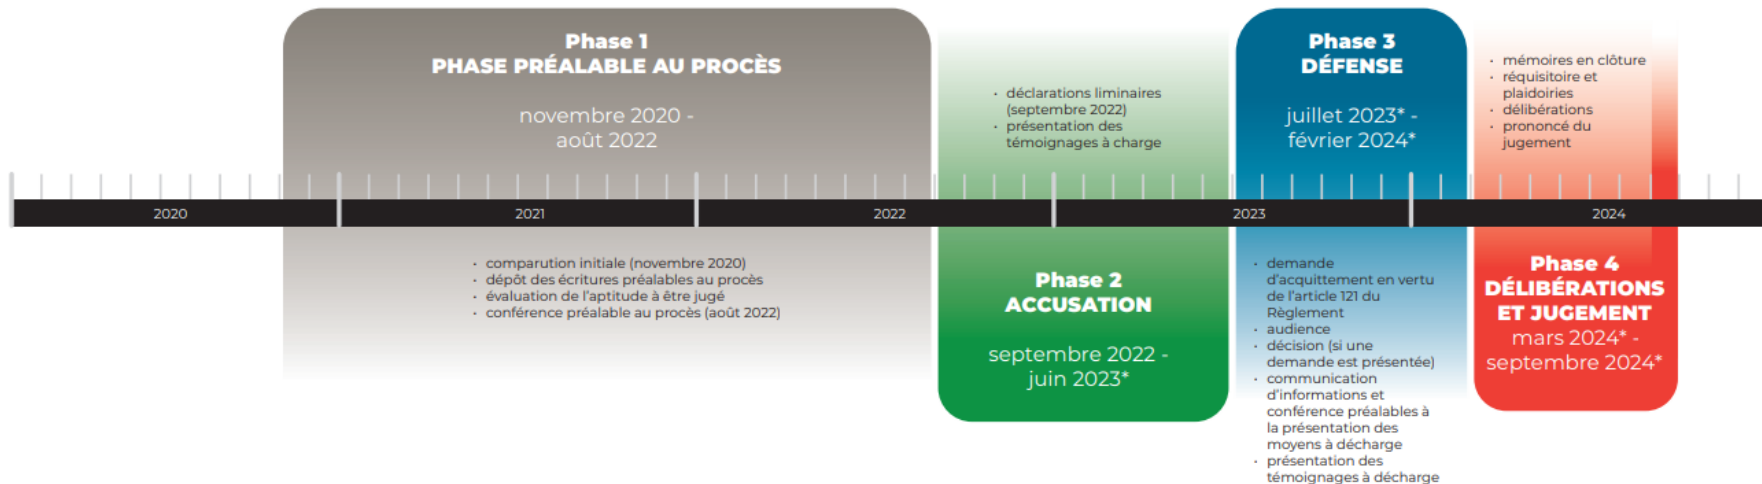 Phase 1
PHASE PRÉALABLE AU PROCÈS
novembre 2020 -
août 2022
· déclarations liminaires
(septembre 2022)
· présentation des
témoignages à charge
Phase 3
DÉFENSE
juillet 2023* -
février 2024*
· mémoires en clôture
· réquisitoire et
plaidoiries
· délibérations
· prononcé du
jugement
2020
2021
2022
2023
2024
· comparution initiale (novembre 2020)
· dépôt des écritures préalables au procès
· évaluation de l'aptitude à être jugé
· conférence préalable au procès (août 2022)
Phase 2
ACCUSATION
septembre 2022 -
juin 2023*
· demande
d'acquittement en vertu
de l'article 121 du
Règlement
· audience
· décision (si une
demande est présentée)
· communication
d'informations et
conférence préalables à
la présentation des
moyens à décharge
· présentation des
témoignages à décharge
Phase 4
DÉLIBÉRATIONS
ET JUGEMENT
mars 2024* -
septembre 2024*